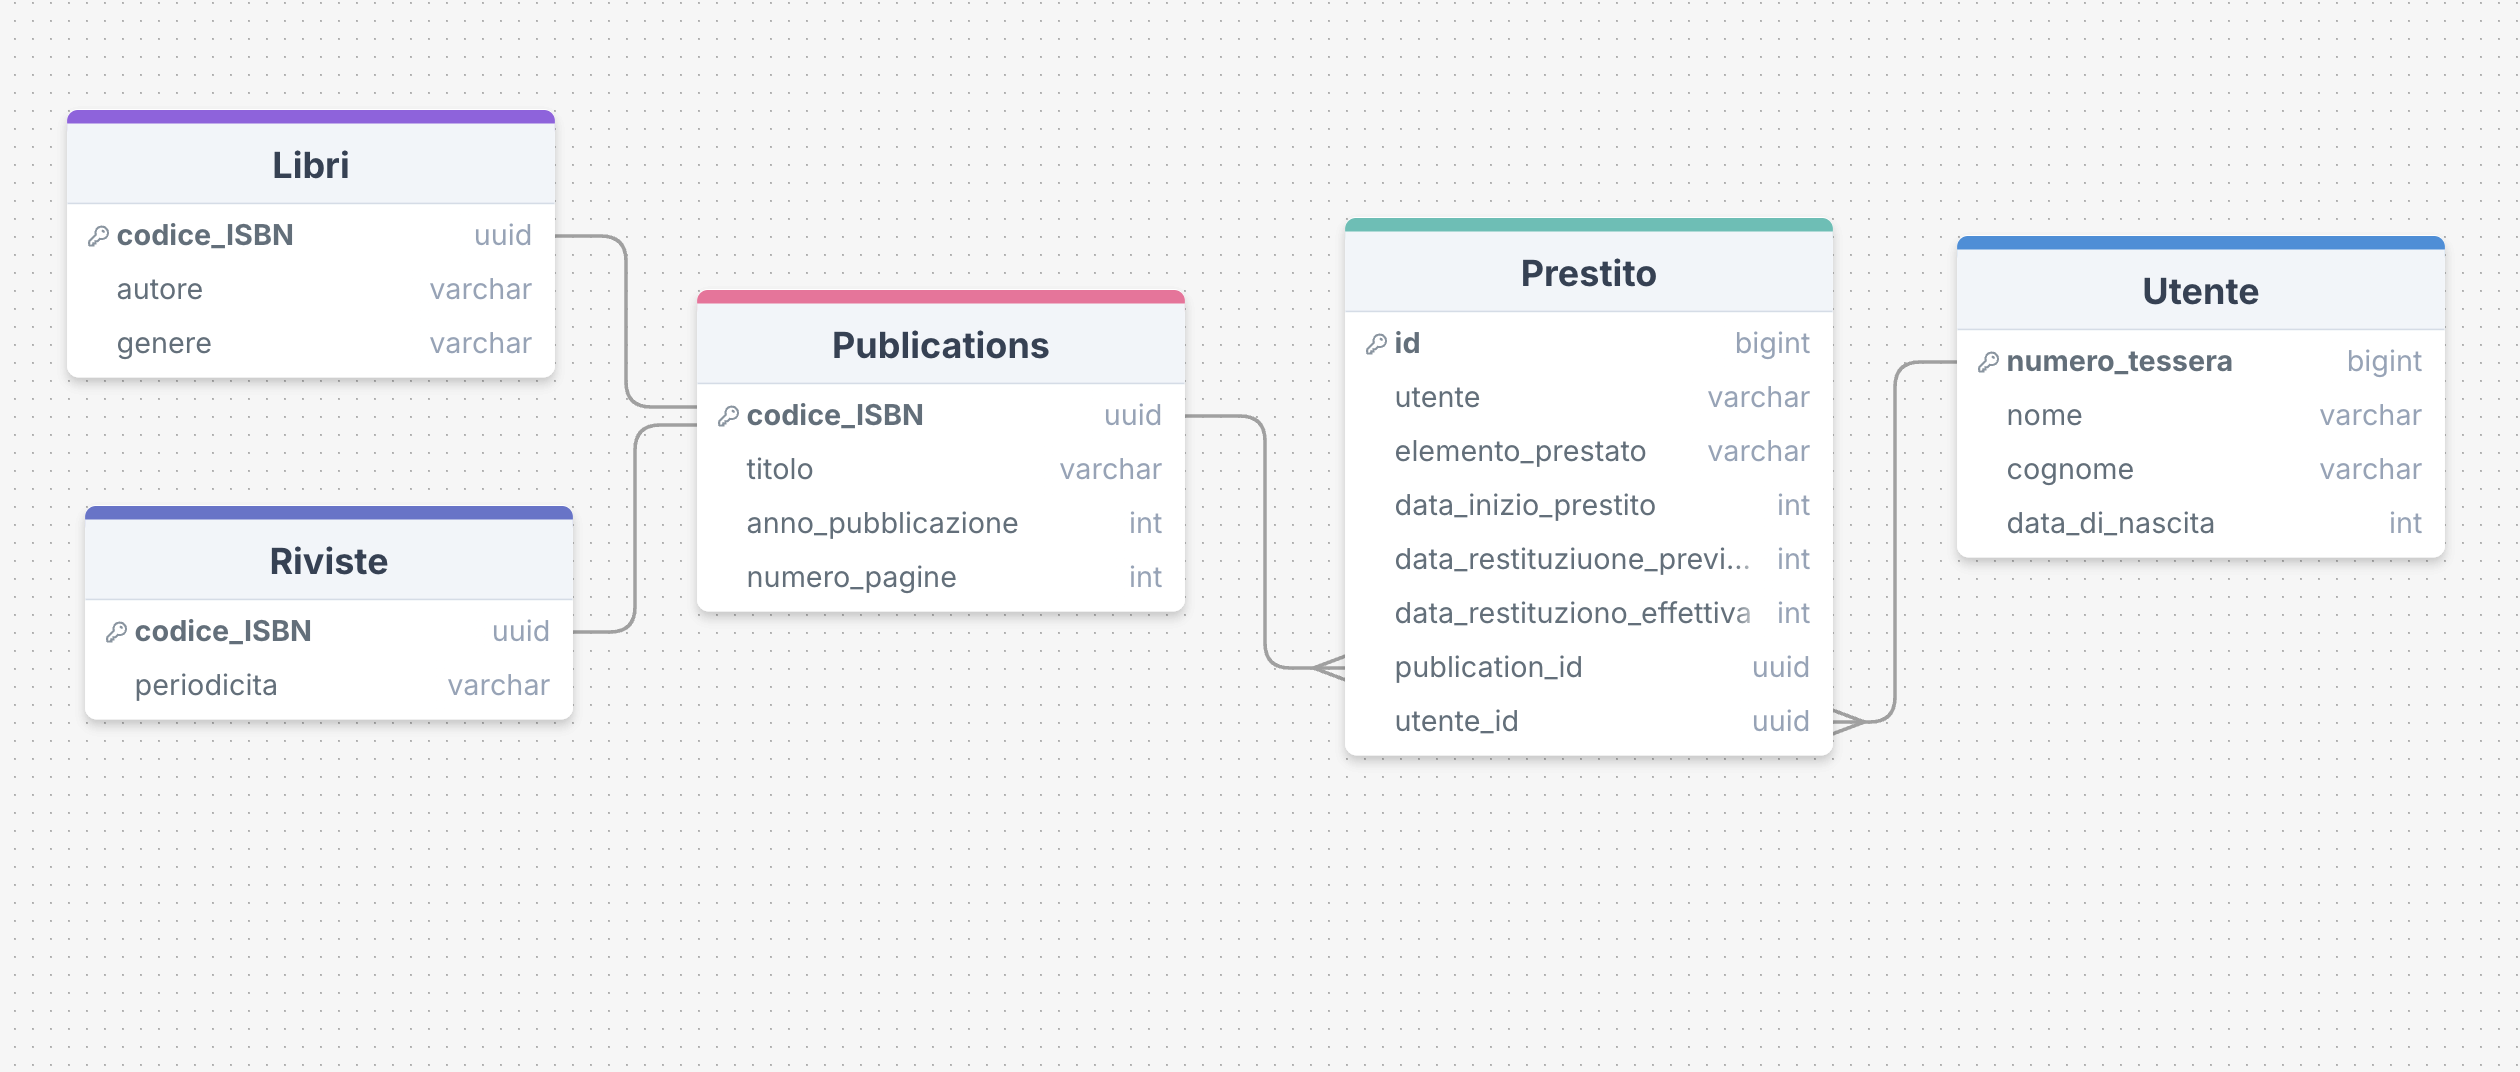 Libri
codice_ISBN uuid
autore varchar
genere varchar
Riviste
codice_ISBN uuid
periodicita varchar
Publications
codice_ISBN uuid
titolo varchar
anno_pubblicazione int
numero_pagine int
Prestito
id bigint
utente varchar
elemento_prestato varchar
data_inizio_prestito int
data_restituziuone_previ... int
data_restituziono_effettiva int
publication_id uuid
utente_id uuid
Utente
numero_tessera bigint
nome varchar
cognome varchar
data_di_nascita int